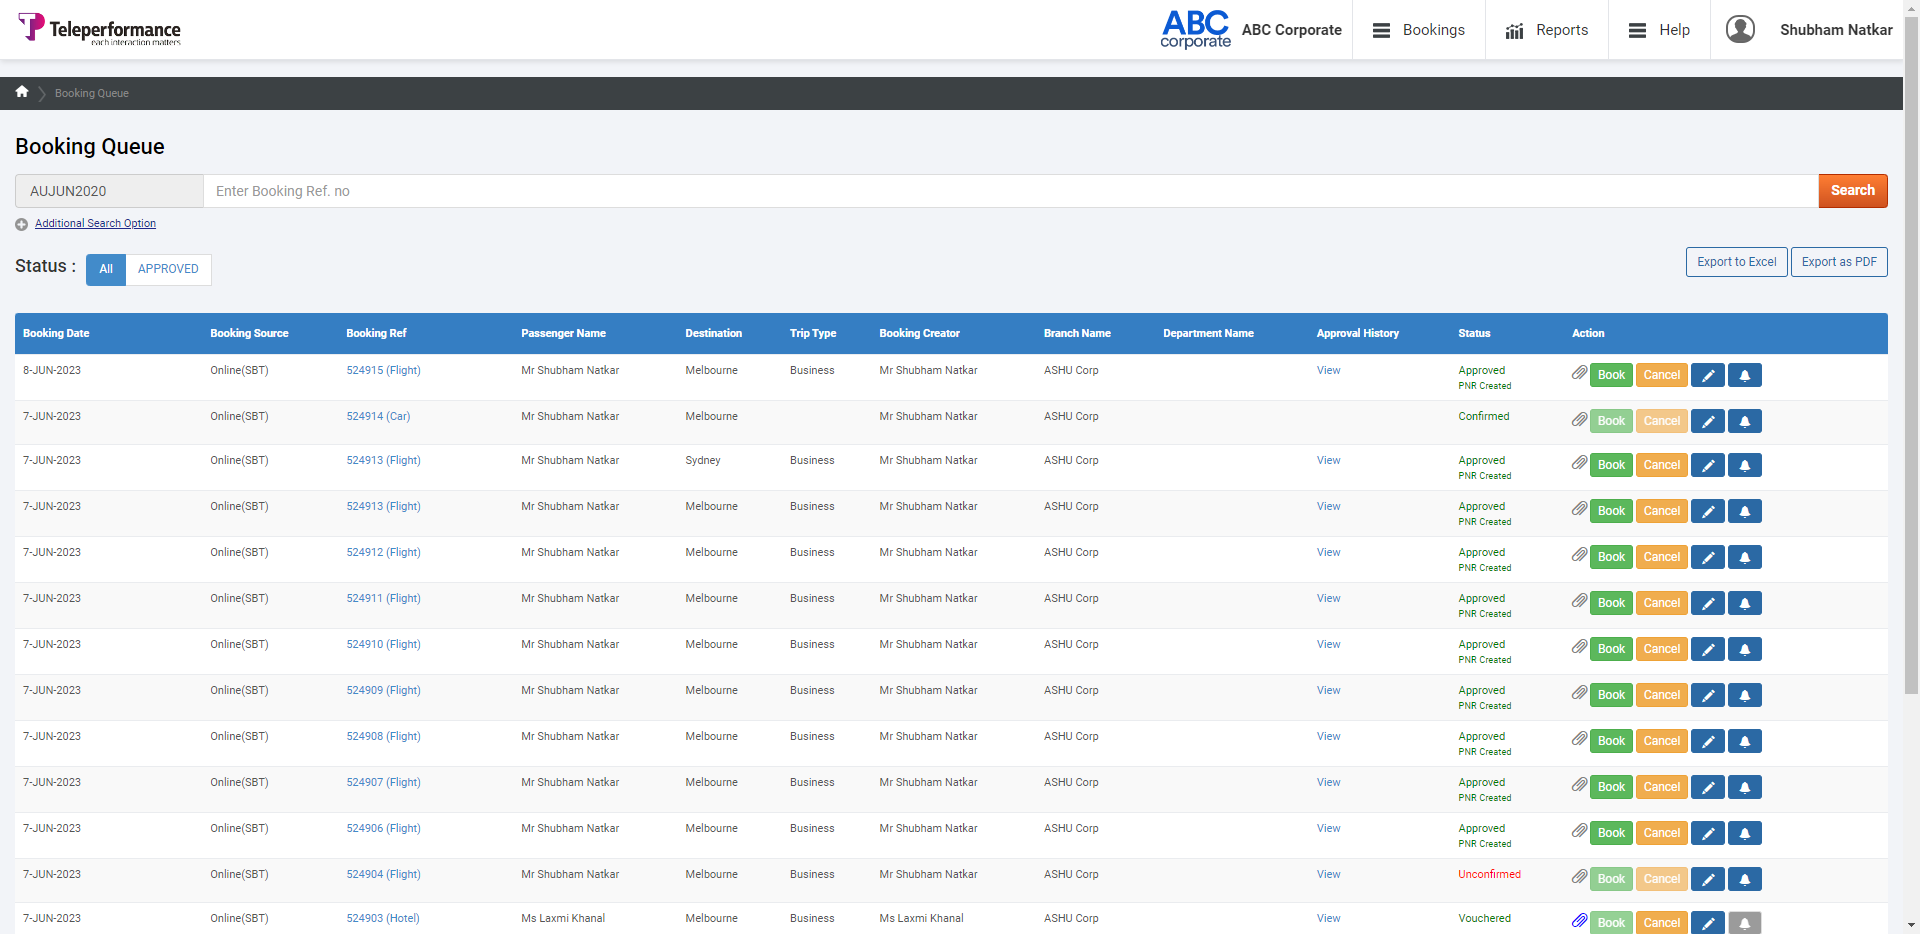 Teleperformance
each interaction matters
ABC
corporate
ABC Corporate
Bookings
Reports
Help
Shubham Natkar
Booking Queue
Booking Queue
AUJUN2020 Enter Booking Ref. no Search
Additional Search Option
Status : All APPROVED Export to Excel Export as PDF
Booking Date Booking Source Booking Ref Passenger Name Destination Trip Type Booking Creator Branch Name Department Name Approval History Status Action
8-JUN-2023 Online(SBT) 524915 (Flight) Mr Shubham Natkar Melbourne Business Mr Shubham Natkar ASHU Corp View Approved Book Cancel
PNR Created
7-JUN-2023 Online(SBT) 524914 (Car) Mr Shubham Natkar Melbourne Mr Shubham Natkar ASHU Corp Confirmed Book Cancel
7-JUN-2023 Online(SBT) 524913 (Flight) Mr Shubham Natkar Sydney Business Mr Shubham Natkar ASHU Corp View Approved Book Cancel
PNR Created
7-JUN-2023 Online(SBT) 524913 (Flight) Mr Shubham Natkar Melbourne Business Mr Shubham Natkar ASHU Corp View Approved Book Cancel
PNR Created
7-JUN-2023 Online(SBT) 524912 (Flight) Mr Shubham Natkar Melbourne Business Mr Shubham Natkar ASHU Corp View Approved Book Cancel
PNR Created
7-JUN-2023 Online(SBT) 524911 (Flight) Mr Shubham Natkar Melbourne Business Mr Shubham Natkar ASHU Corp View Approved Book Cancel
PNR Created
7-JUN-2023 Online(SBT) 524910 (Flight) Mr Shubham Natkar Melbourne Business Mr Shubham Natkar ASHU Corp View Approved Book Cancel
PNR Created
7-JUN-2023 Online(SBT) 524909 (Flight) Mr Shubham Natkar Melbourne Business Mr Shubham Natkar ASHU Corp View Approved Book Cancel
PNR Created
7-JUN-2023 Online(SBT) 524908 (Flight) Mr Shubham Natkar Melbourne Business Mr Shubham Natkar ASHU Corp View Approved Book Cancel
PNR Created
7-JUN-2023 Online(SBT) 524907 (Flight) Mr Shubham Natkar Melbourne Business Mr Shubham Natkar ASHU Corp View Approved Book Cancel
PNR Created
7-JUN-2023 Online(SBT) 524906 (Flight) Mr Shubham Natkar Melbourne Business Mr Shubham Natkar ASHU Corp View Approved Book Cancel
PNR Created
7-JUN-2023 Online(SBT) 524904 (Flight) Mr Shubham Natkar Melbourne Business Mr Shubham Natkar ASHU Corp View Unconfirmed Book Cancel
7-JUN-2023 Online(SBT) 524903 (Hotel) Ms Laxmi Khanal Melbourne Business Ms Laxmi Khanal ASHU Corp View Vouchered Book Cancel